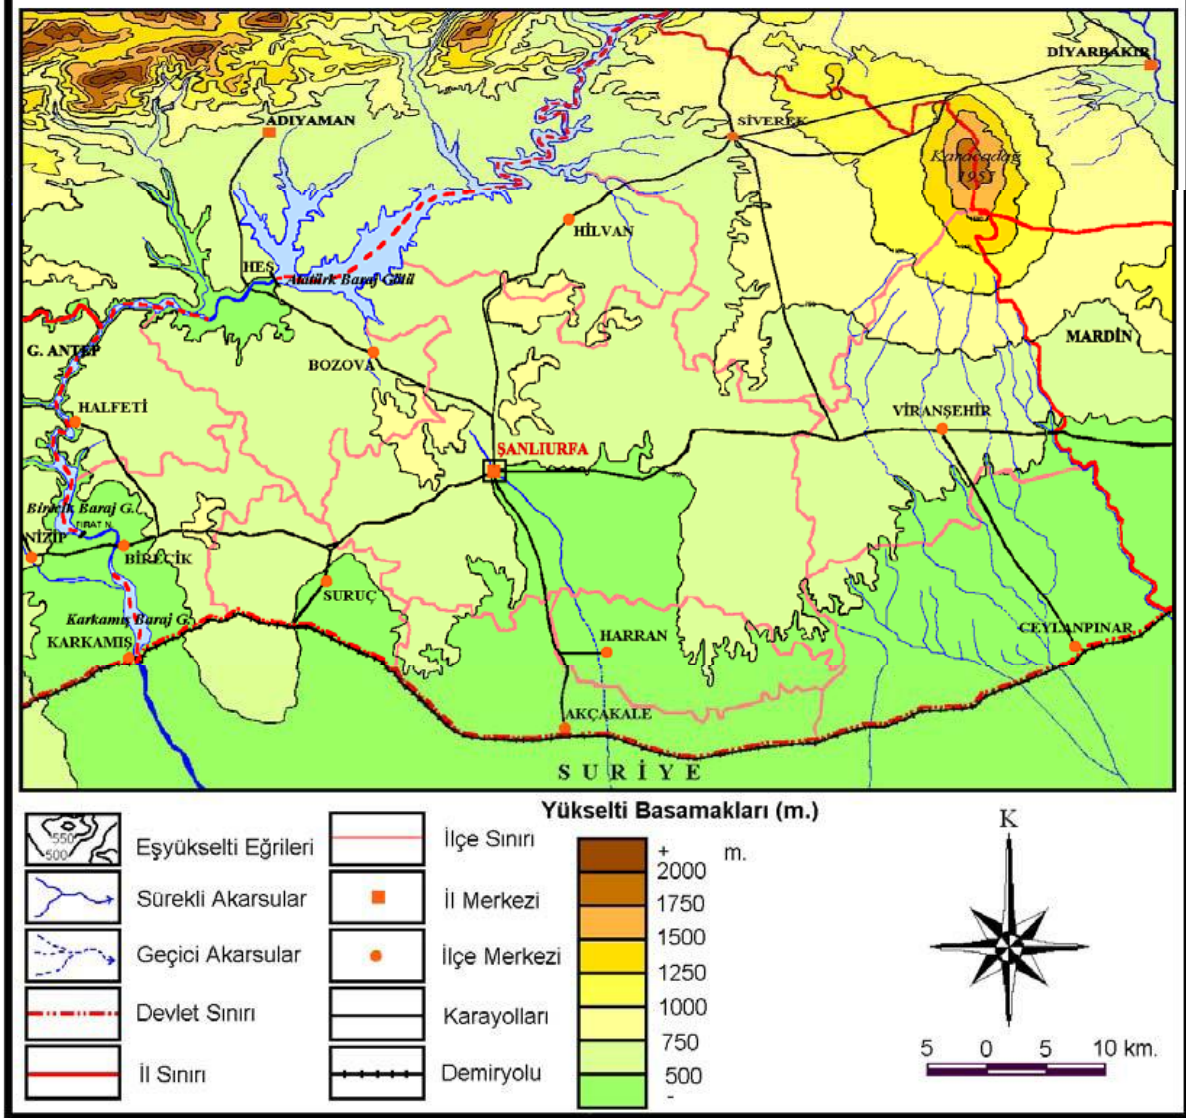 DİYARBAKIR
ADIYAMAN
SİVEREK
Karacadağ
1951
HİLVAN
HES
Atatürk Baraj Gölü
G. ANTEP
BOZOVA
MARDİN
HALFETİ
VİRANŞEHİR
ŞANLIURFA
Birecik Baraj G.
FIRAT N.
NİZİP
BİRECİK
SURUÇ
Karkamış Baraj G.
KARKAMIŞ
HARRAN
CEYLANPINAR
AKÇAKALE
SURİYE
Yükselti Basamakları (m.)
550
500
Eşyükselti Eğrileri
Sürekli Akarsular
Geçici Akarsular
Devlet Sınırı
İl Sınırı
İlçe Sınırı
İl Merkezi
İlçe Merkezi
Karayolları
Demiryolu
+ m.
2000
1750
1500
1250
1000
750
500
-
K
5 0 5 10 km.